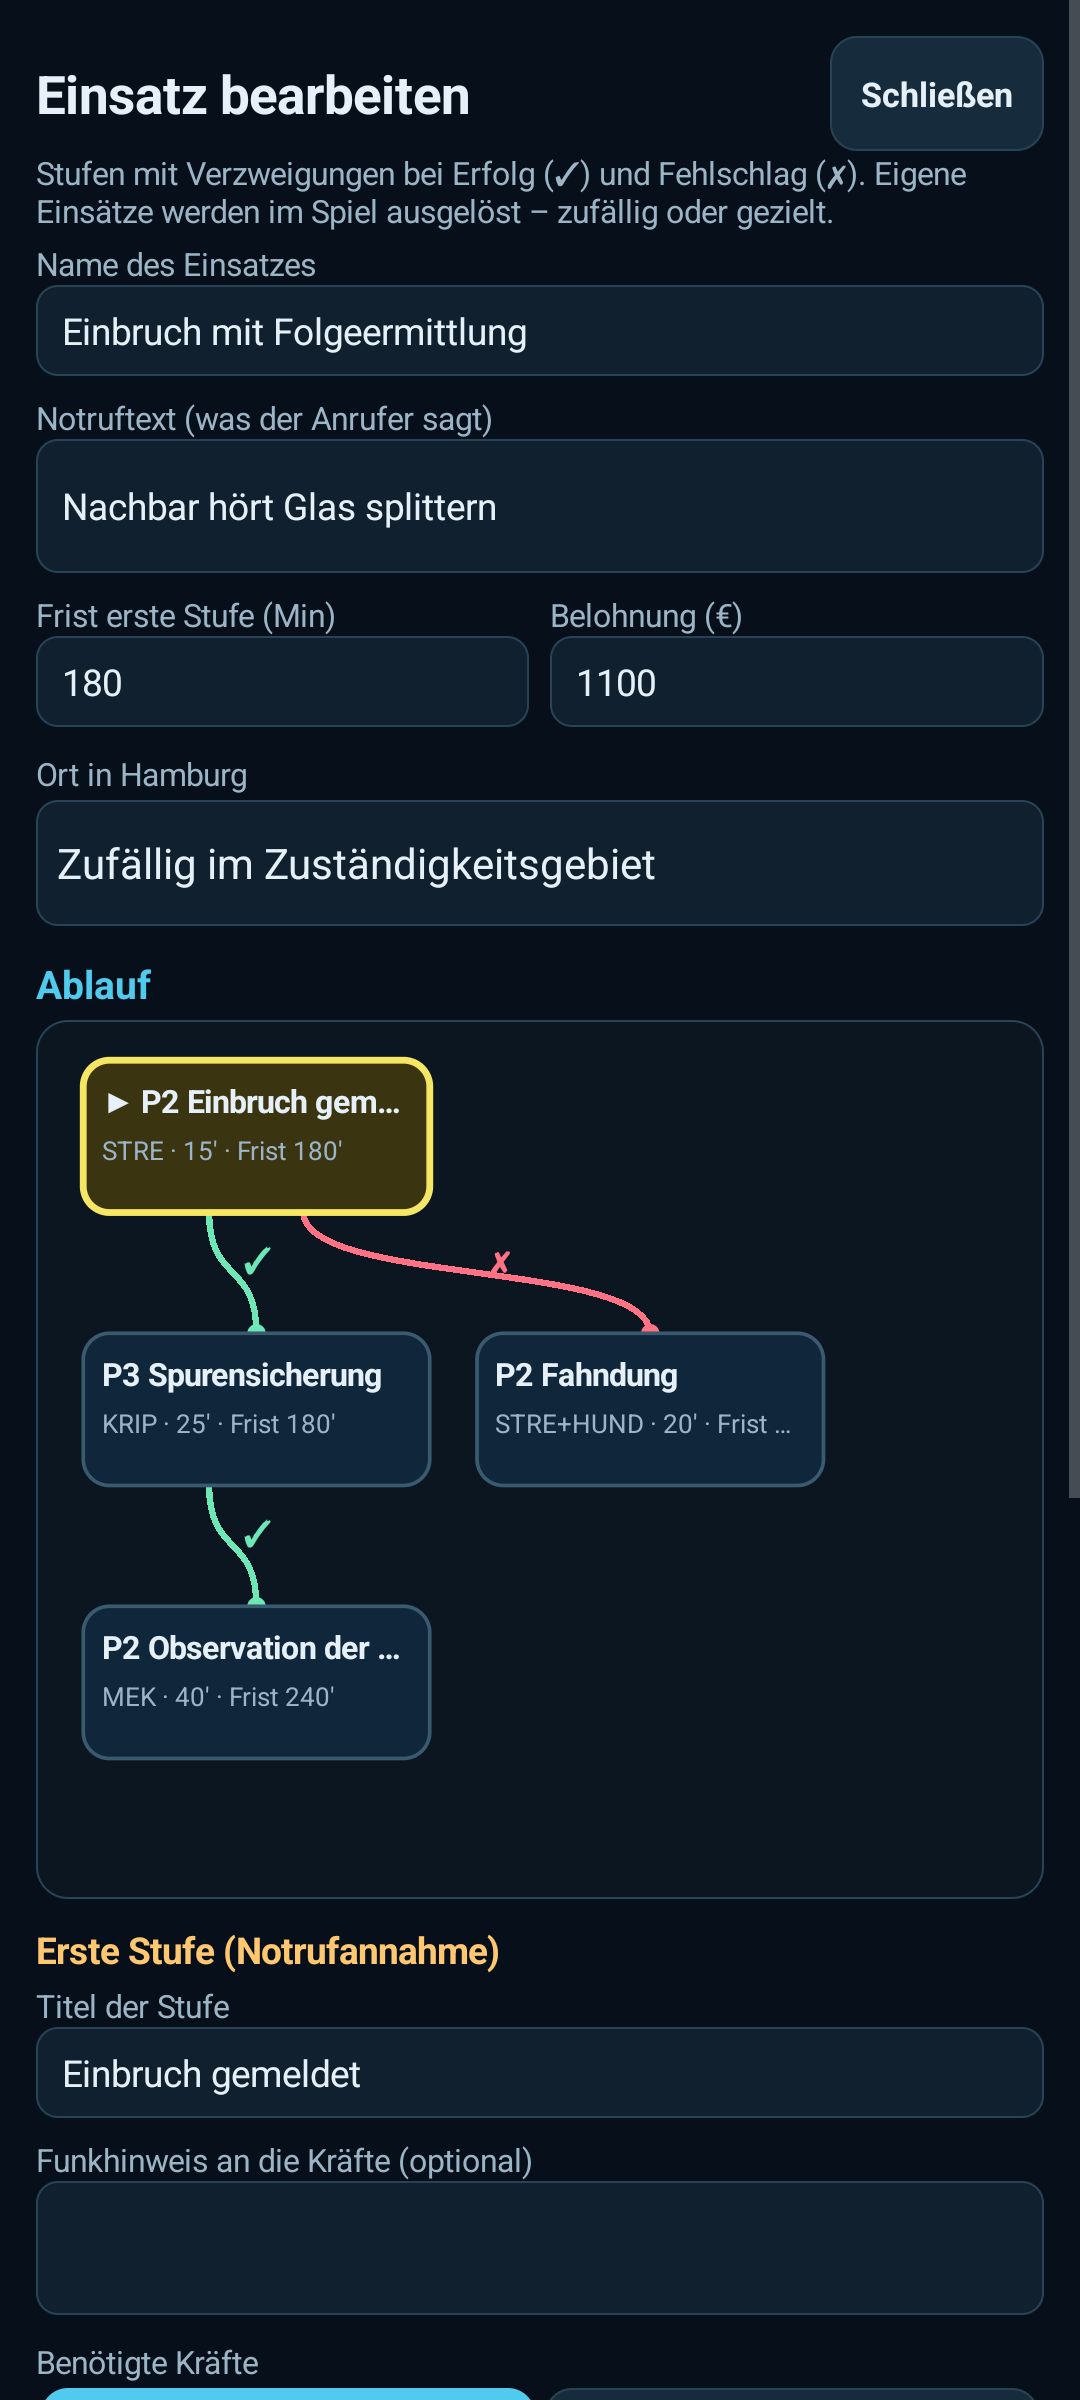 Einsatz bearbeiten
Schließen
Stufen mit Verzweigungen bei Erfolg (✓) und Fehlschlag (✗). Eigene
Einsätze werden im Spiel ausgelöst – zufällig oder gezielt.
Name des Einsatzes
Einbruch mit Folgeermittlung
Notruftext (was der Anrufer sagt)
Nachbar hört Glas splittern
Frist erste Stufe (Min)
Belohnung (€)
180
1100
Ort in Hamburg
Zufällig im Zuständigkeitsgebiet
Ablauf
► P2 Einbruch gem...
STRE · 15' · Frist 180'
✓
✗
P3 Spurensicherung
KRIP · 25' · Frist 180'
P2 Fahndung
STRE+HUND · 20' · Frist ...
✓
P2 Observation der ...
MEK · 40' · Frist 240'
Erste Stufe (Notrufannahme)
Titel der Stufe
Einbruch gemeldet
Funkhinweis an die Kräfte (optional)
Benötigte Kräfte